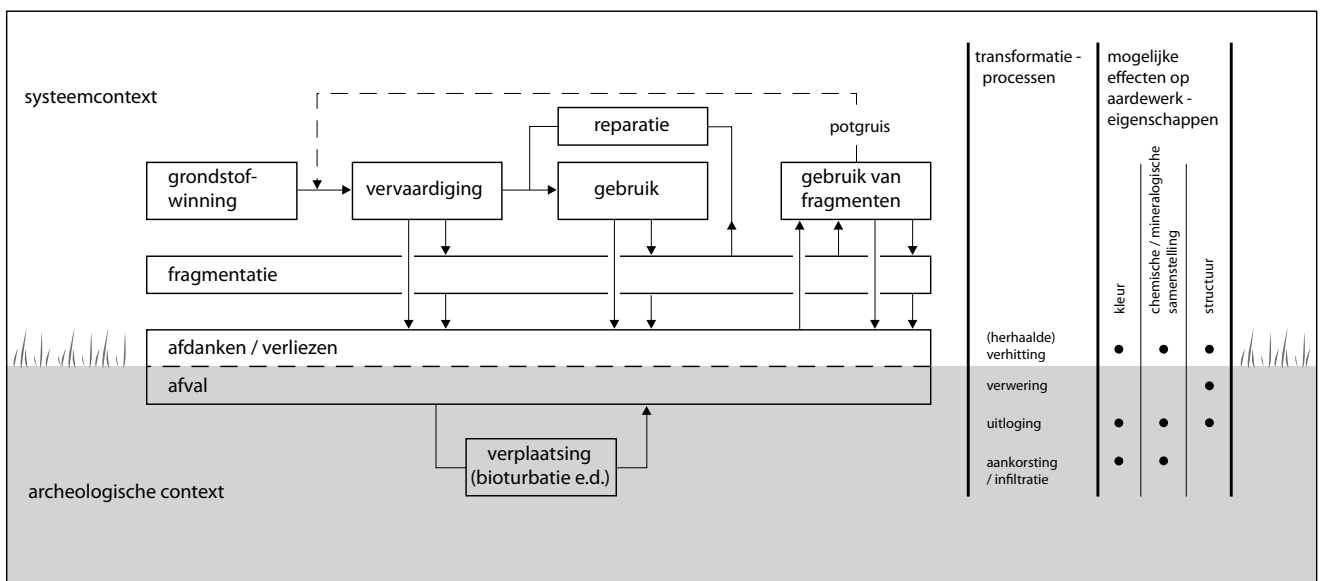 systeemcontext
reparatie
potgruis
grondstof-
winning
vervaardiging
gebruik
gebruik van
fragmenten
fragmentatie
afdanken / verliezen
afval
verplaatsing
(bioturbatie e.d.)
archeologische context
transformatie -
processen
mogelijke
effecten op
aardewerk -
eigenschappen
kleur
chemische / mineralogische
samenstelling
structuur
(herhaalde)
verhitting
verwering
uitloging
aankorsting
/ infiltratie